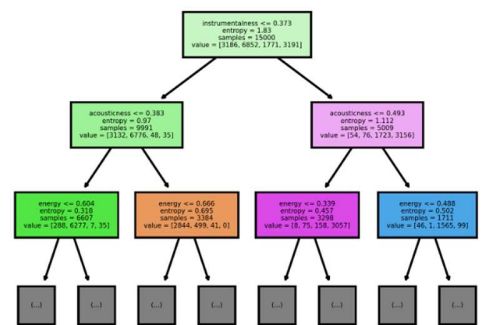 instrumentalness <= 0.373
entropy = 1.83
samples = 15000
value = [3186, 6852, 1771, 3191]
acousticness <= 0.383
entropy = 0.97
samples = 9991
value = [3132, 6776, 48, 35]
acousticness <= 0.493
entropy = 1.112
samples = 5009
value = [54, 76, 1723, 3156]
energy <= 0.604
entropy = 0.318
samples = 6607
value = [288, 6277, 7, 35]
energy <= 0.666
entropy = 0.695
samples = 3384
value = [2844, 499, 41, 0]
energy <= 0.339
entropy = 0.457
samples = 3298
value = [8, 75, 158, 3057]
energy <= 0.488
entropy = 0.502
samples = 1711
value = [46, 1, 1565, 99]
(...)
(...)
(...)
(...)
(...)
(...)
(...)
(...)